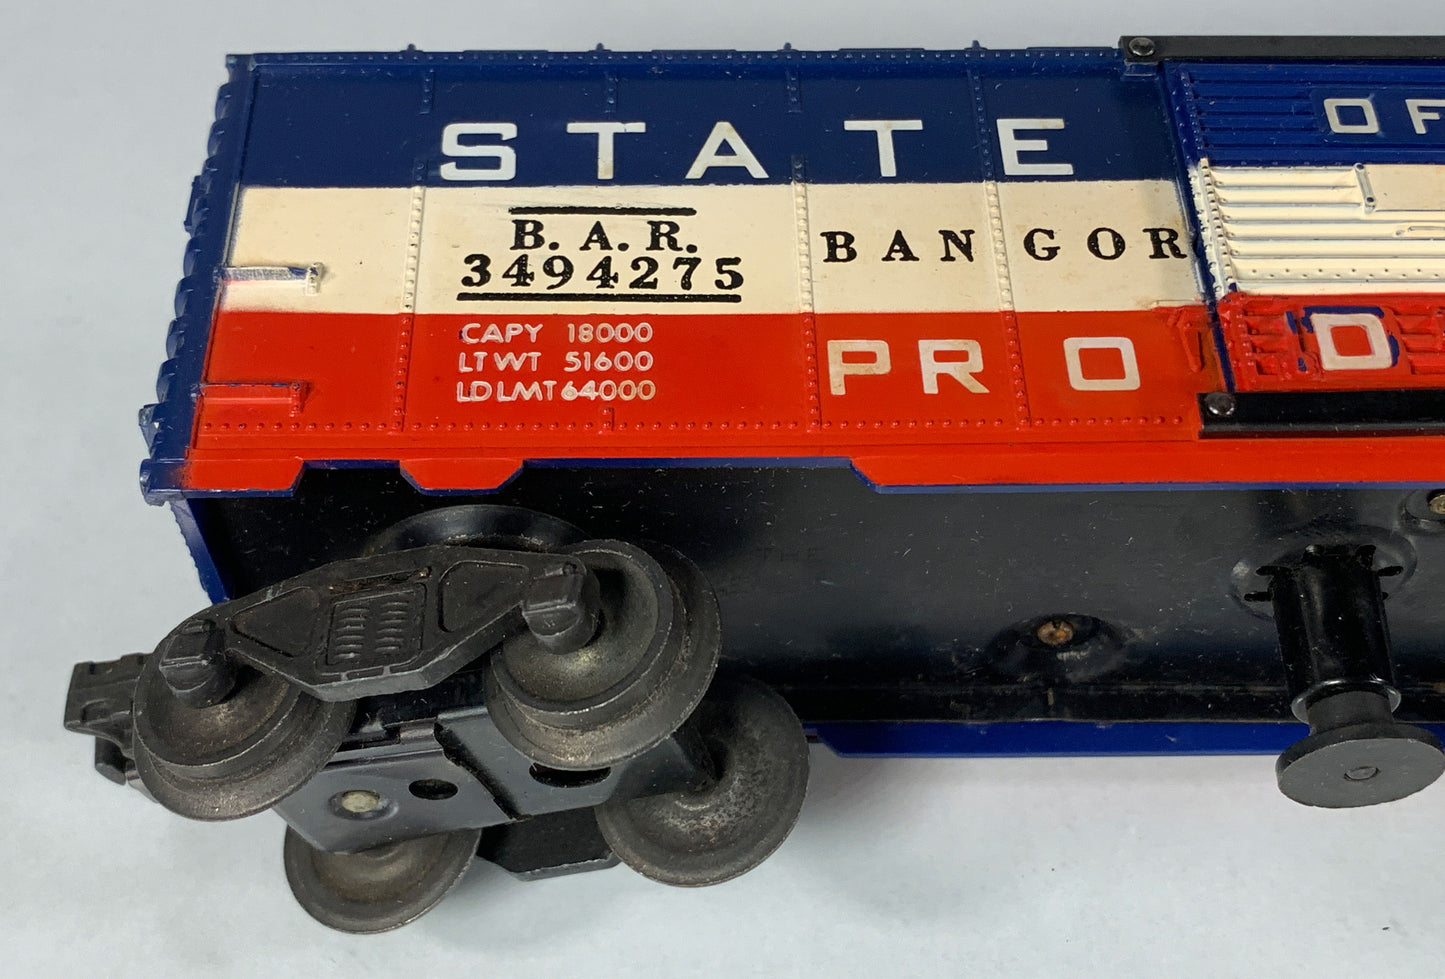 STATE OF
B. A. R.
3494275
BANGOR
CAPY 18000
LT WT 51600
LD LMT 64000
PRO D